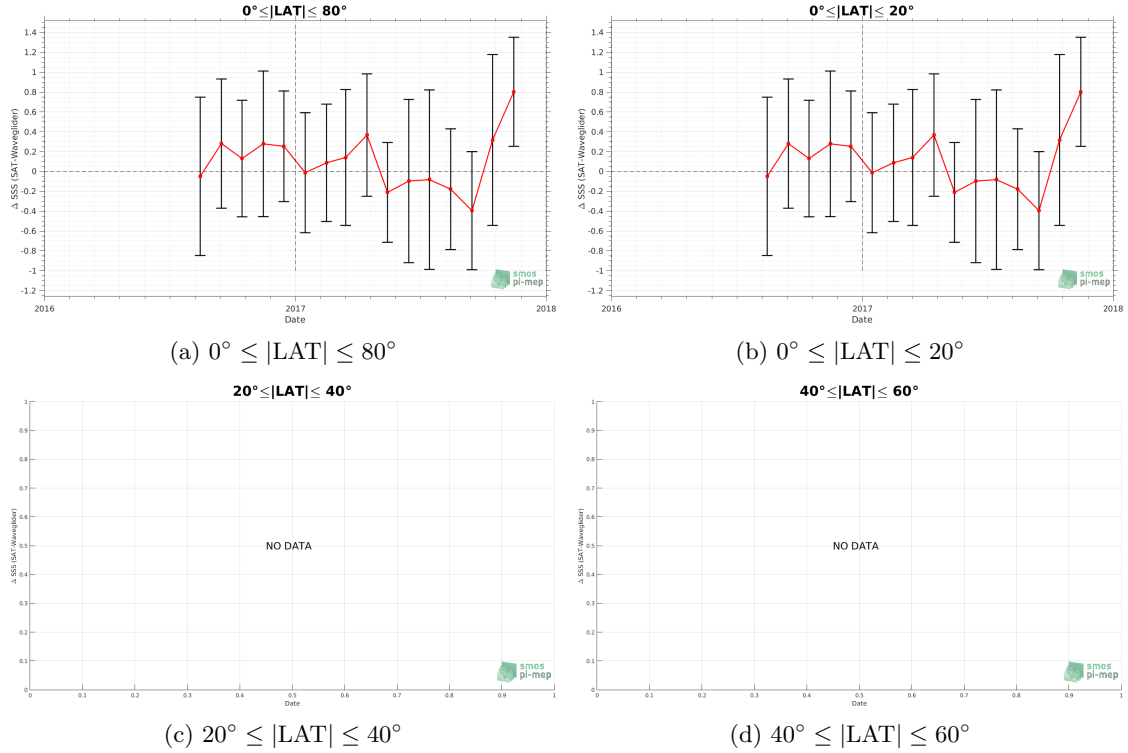 0°≤|LAT|≤ 80°
1.4
1.2
1
0.8
0.6
0.4
0.2
0
-0.2
-0.4
-0.6
-0.8
-1
-1.2
Δ SSS (SAT-Waveglider)
2016
2017
2018
Date
smos
pi-mep
(a) 0° ≤ |LAT| ≤ 80°
0°≤|LAT|≤ 20°
1.4
1.2
1
0.8
0.6
0.4
0.2
0
-0.2
-0.4
-0.6
-0.8
-1
-1.2
Δ SSS (SAT-Waveglider)
2016
2017
2018
Date
smos
pi-mep
(b) 0° ≤ |LAT| ≤ 20°
20°≤|LAT|≤ 40°
1
0.9
0.8
0.7
0.6
0.5
0.4
0.3
0.2
0.1
0
Δ SSS (SAT-Waveglider)
NO DATA
0 0.1 0.2 0.3 0.4 0.5 0.6 0.7 0.8 0.9 1
Date
smos
pi-mep
(c) 20° ≤ |LAT| ≤ 40°
40°≤|LAT|≤ 60°
1
0.9
0.8
0.7
0.6
0.5
0.4
0.3
0.2
0.1
0
Δ SSS (SAT-Waveglider)
NO DATA
0 0.1 0.2 0.3 0.4 0.5 0.6 0.7 0.8 0.9 1
Date
smos
pi-mep
(d) 40° ≤ |LAT| ≤ 60°